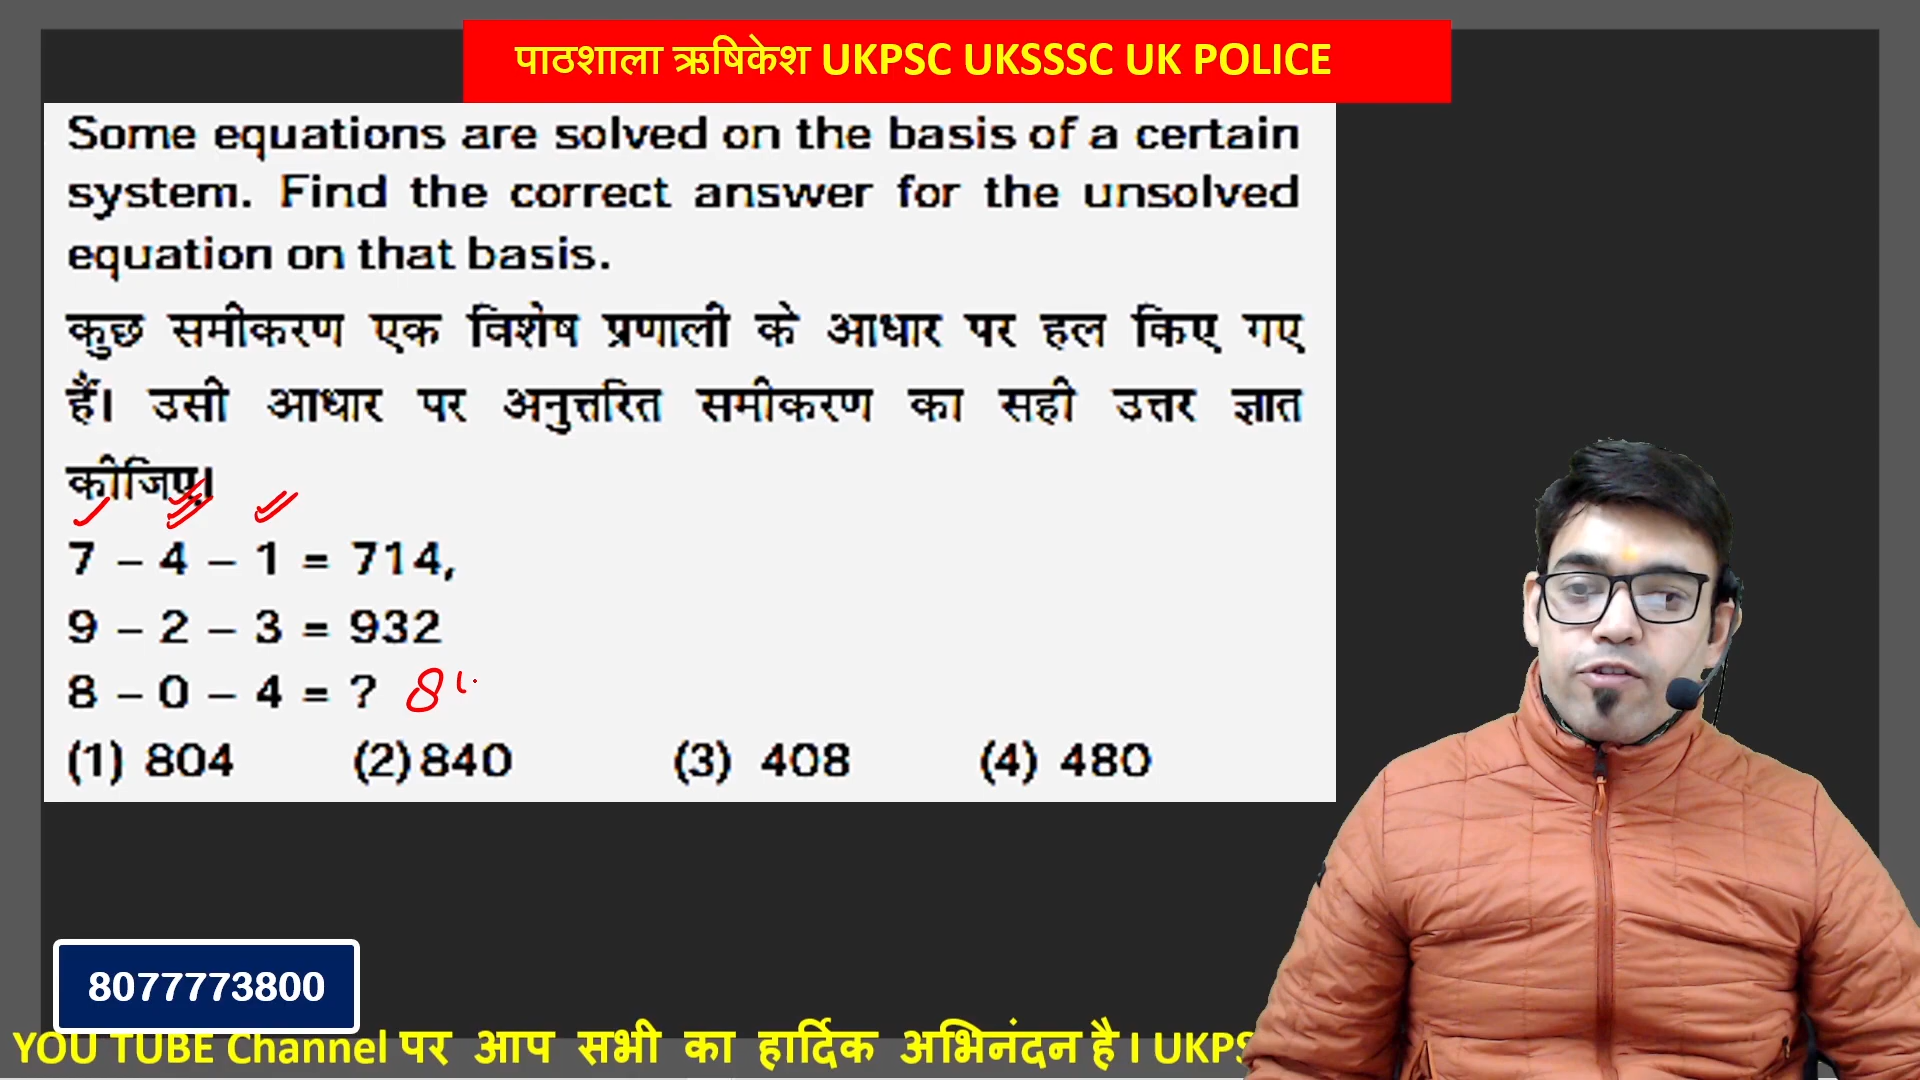 पाठशाला ऋषिकेश UKPSC UKSSSC UK POLICE
Some equations are solved on the basis of a certain
system. Find the correct answer for the unsolved
equation on that basis.
कुछ समीकरण एक विशेष प्रणाली के आधार पर हल किए गए
हैं। उसी आधार पर अनुत्तरित समीकरण का सही उत्तर ज्ञात
कीजिए।
7 – 4 – 1 = 714,
9 – 2 – 3 = 932
8 – 0 – 4 = ? 8
(1) 804 (2) 840 (3) 408 (4) 480
8077773800
YOU TUBE Channel पर आप सभी का हार्दिक अभिनंदन है । UKPS